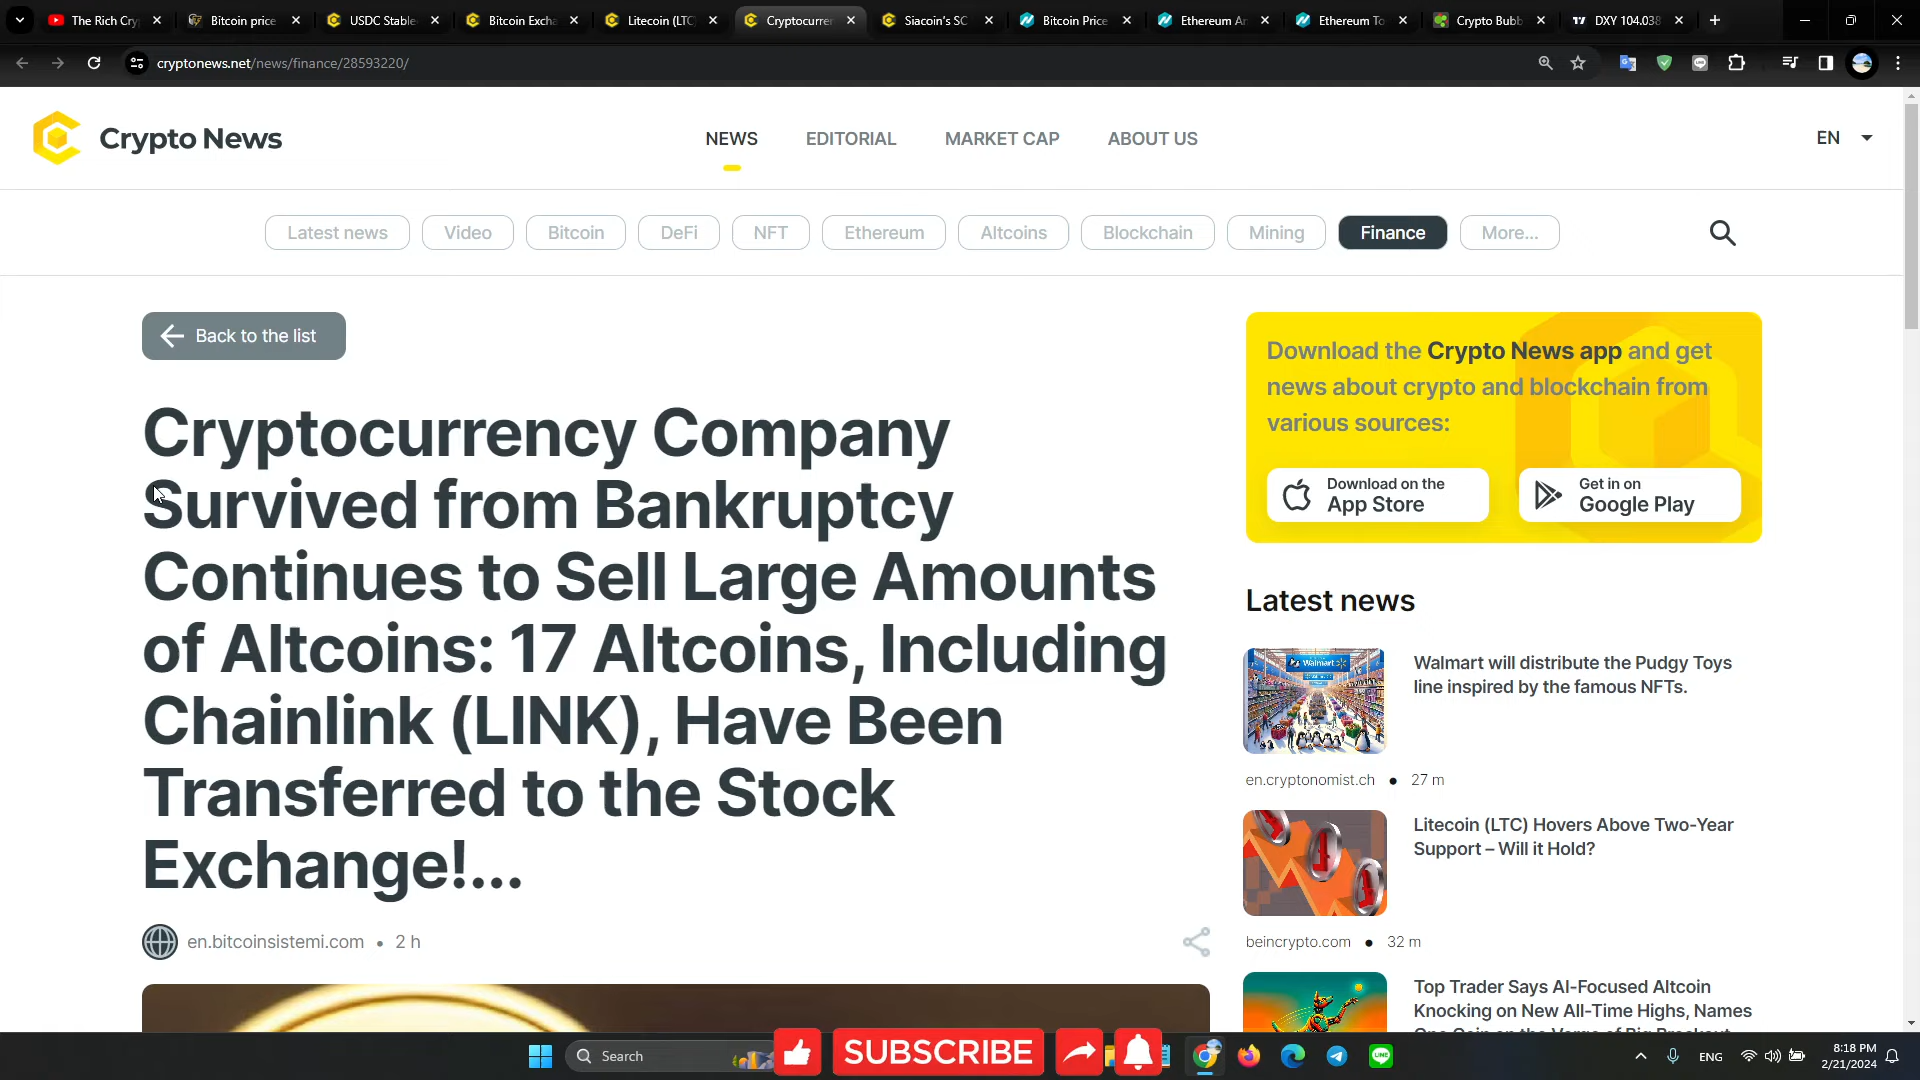 The Rich Cry
Bitcoin price
USDC Stable
Bitcoin Excha
Litecoin (LTC)
Cryptocurren
Siacoin's SC
Bitcoin Price
Ethereum An
Ethereum To
Crypto Bubb
DXY 104.038
cryptonews.net/news/finance/28593220/
Crypto News
NEWS
EDITORIAL
MARKET CAP
ABOUT US
EN
Latest news
Video
Bitcoin
DeFi
NFT
Ethereum
Altcoins
Blockchain
Mining
Finance
More...
Back to the list
Cryptocurrency Company
Survived from Bankruptcy
Continues to Sell Large Amounts
of Altcoins: 17 Altcoins, Including
Chainlink (LINK), Have Been
Transferred to the Stock
Exchange!...
en.bitcoinsistemi.com • 2 h
Download the Crypto News app and get
news about crypto and blockchain from
various sources:
Download on the
App Store
Get in on
Google Play
Latest news
Walmart
Walmart will distribute the Pudgy Toys
line inspired by the famous NFTs.
en.cryptonomist.ch • 27 m
Litecoin (LTC) Hovers Above Two-Year
Support – Will it Hold?
beincrypto.com • 32 m
Top Trader Says AI-Focused Altcoin
Knocking on New All-Time Highs, Names
Search
SUBSCRIBE
LINE
ENG
8:18 PM
2/21/2024